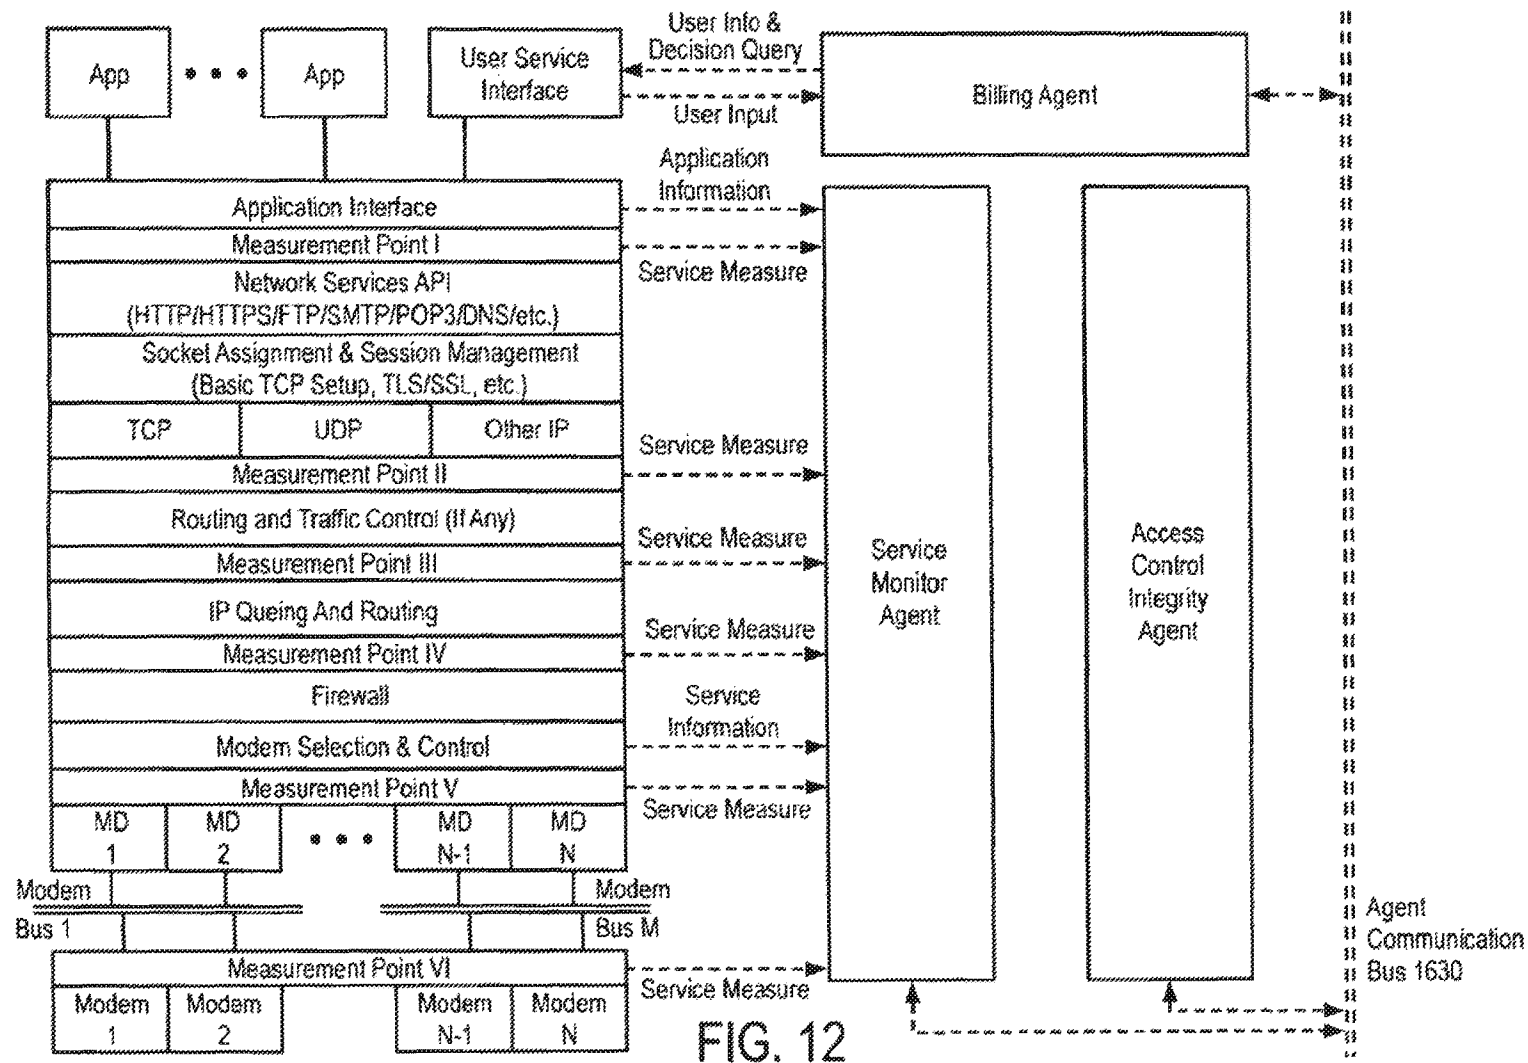 App
App
User Service
Interface
User Info &
Decision Query
User Input
Billing Agent
Application
Information
Application Interface
Measurement Point I
Service Measure
Network Services API
(HTTP/HTTPS/FTP/SMTP/POP3/DNS/etc.)
Socket Assignment & Session Management
(Basic TCP Setup, TLS/SSL, etc.)
TCP
UDP
Other IP
Service Measure
Measurement Point II
Routing and Traffic Control (If Any)
Service Measure
Measurement Point III
IP Queing And Routing
Service Measure
Measurement Point IV
Firewall
Service
Information
Modem Selection & Control
Measurement Point V
Service Measure
MD
1
MD
2
MD
N-1
MD
N
Modem
Bus 1
Modem
Bus M
Measurement Point VI
Service Measure
Modem
1
Modem
2
Modem
N-1
Modem
N
Service
Monitor
Agent
Access
Control
Integrity
Agent
Agent
Communication
Bus 1630
FIG. 12